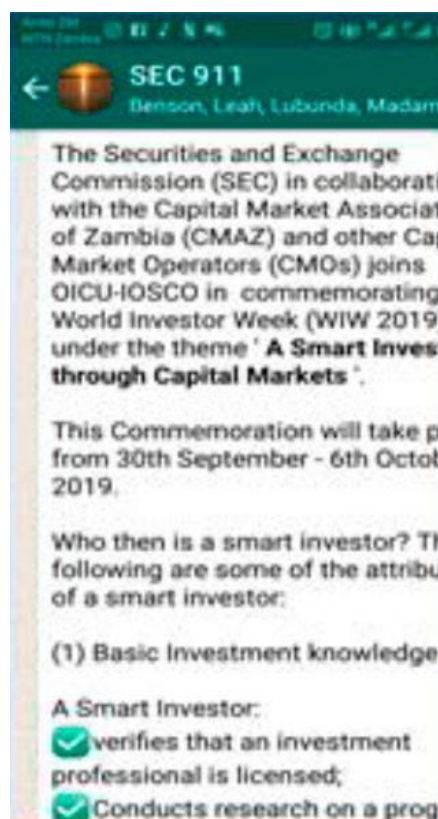 SEC 911
Benson, Leah, Lubunda, Madam
The Securities and Exchange
Commission (SEC) in collaborati
with the Capital Market Associat
of Zambia (CMAZ) and other Cap
Market Operators (CMOs) joins
OICU-IOSCO in commemorating
World Investor Week (WIW 2019
under the theme ' A Smart Invest
through Capital Markets '.
This Commemoration will take p
from 30th September - 6th Octob
2019.
Who then is a smart investor? Th
following are some of the attribu
of a smart investor:
(1) Basic Investment knowledge
A Smart Investor:
verifies that an investment
professional is licensed;
Conducts research on a prog